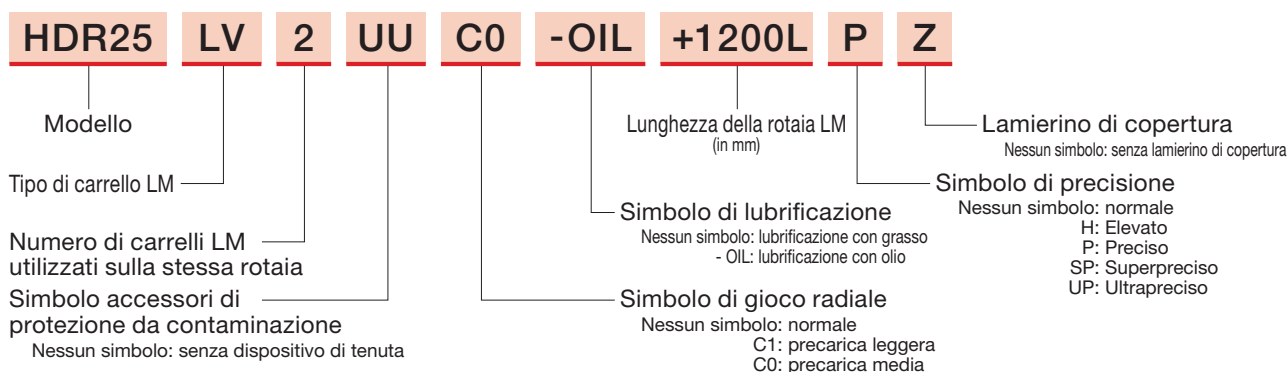 HDR25 LV 2 UU C0 -OIL +1200L P Z
Modello
Lunghezza della rotaia LM
(in mm)
Lamierino di copertura
Nessun simbolo: senza lamierino di copertura
Tipo di carrello LM
Simbolo di precisione
Nessun simbolo: normale
H: Elevato
P: Preciso
SP: Superpreciso
UP: Ultrapreciso
Simbolo di lubrificazione
Nessun simbolo: lubrificazione con grasso
- OIL: lubrificazione con olio
Numero di carrelli LM
utilizzati sulla stessa rotaia
Simbolo accessori di
protezione da contaminazione
Nessun simbolo: senza dispositivo di tenuta
Simbolo di gioco radiale
Nessun simbolo: normale
C1: precarica leggera
C0: precarica media